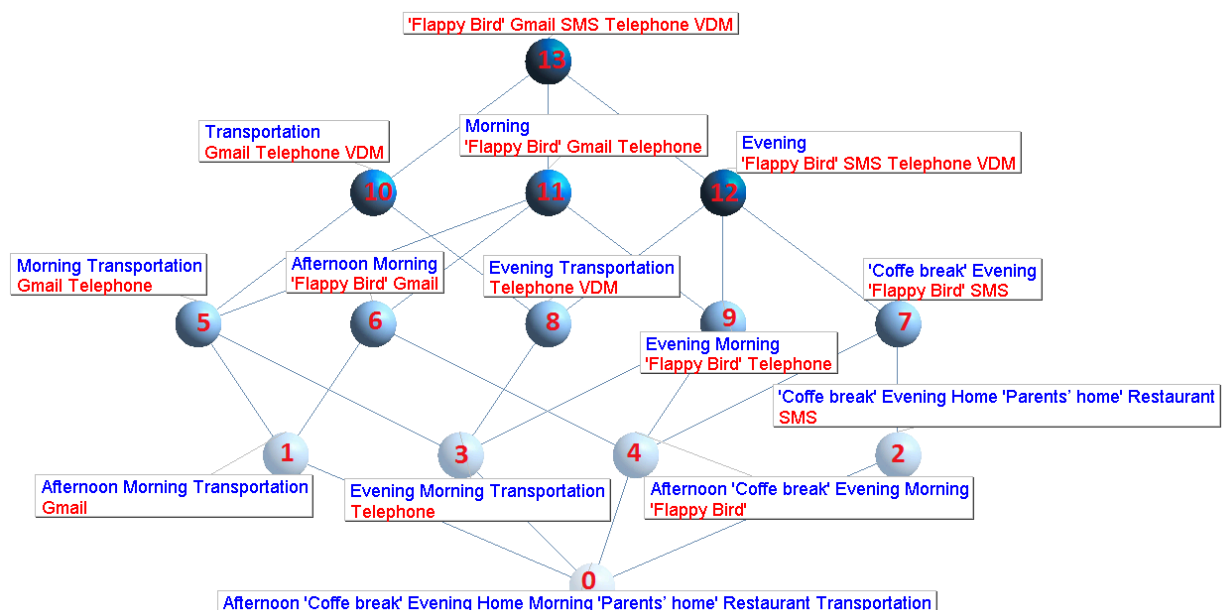 'Flappy Bird' Gmail SMS Telephone VDM
13
Transportation
Gmail Telephone VDM
Morning
'Flappy Bird' Gmail Telephone
Evening
'Flappy Bird' SMS Telephone VDM
10
11
12
Morning Transportation
Gmail Telephone
Afternoon Morning
'Flappy Bird' Gmail
Evening Transportation
Telephone VDM
'Coffe break' Evening
'Flappy Bird' SMS
5
6
8
9
7
Evening Morning
'Flappy Bird' Telephone
'Coffe break' Evening Home 'Parents’ home' Restaurant
SMS
1
3
4
2
Afternoon Morning Transportation
Gmail
Evening Morning Transportation
Telephone
Afternoon 'Coffe break' Evening Morning
'Flappy Bird'
0
Afternoon 'Coffe break' Evening Home Morning 'Parents’ home' Restaurant Transportation